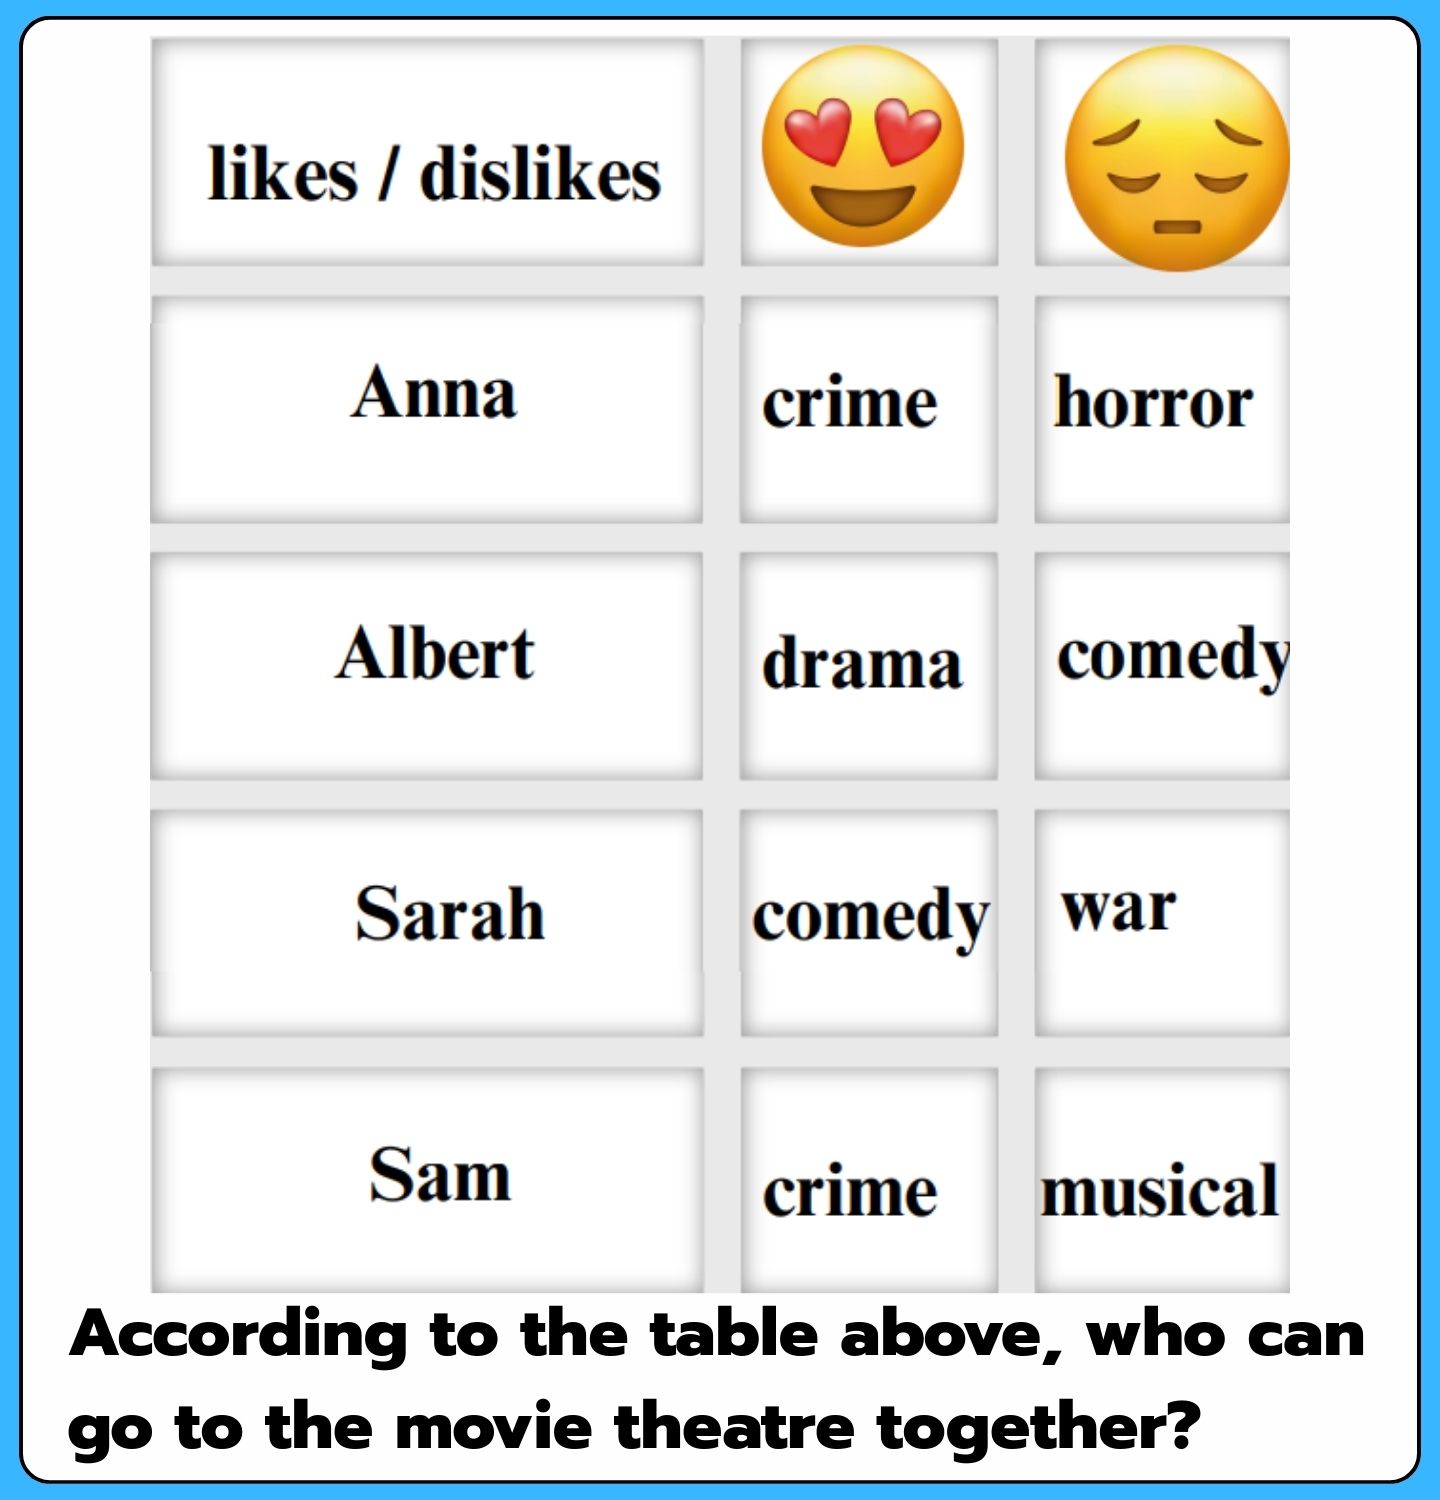 likes / dislikes
Anna crime horror
Albert drama comedy
Sarah comedy war
Sam crime musical
According to the table above, who can
go to the movie theatre together?